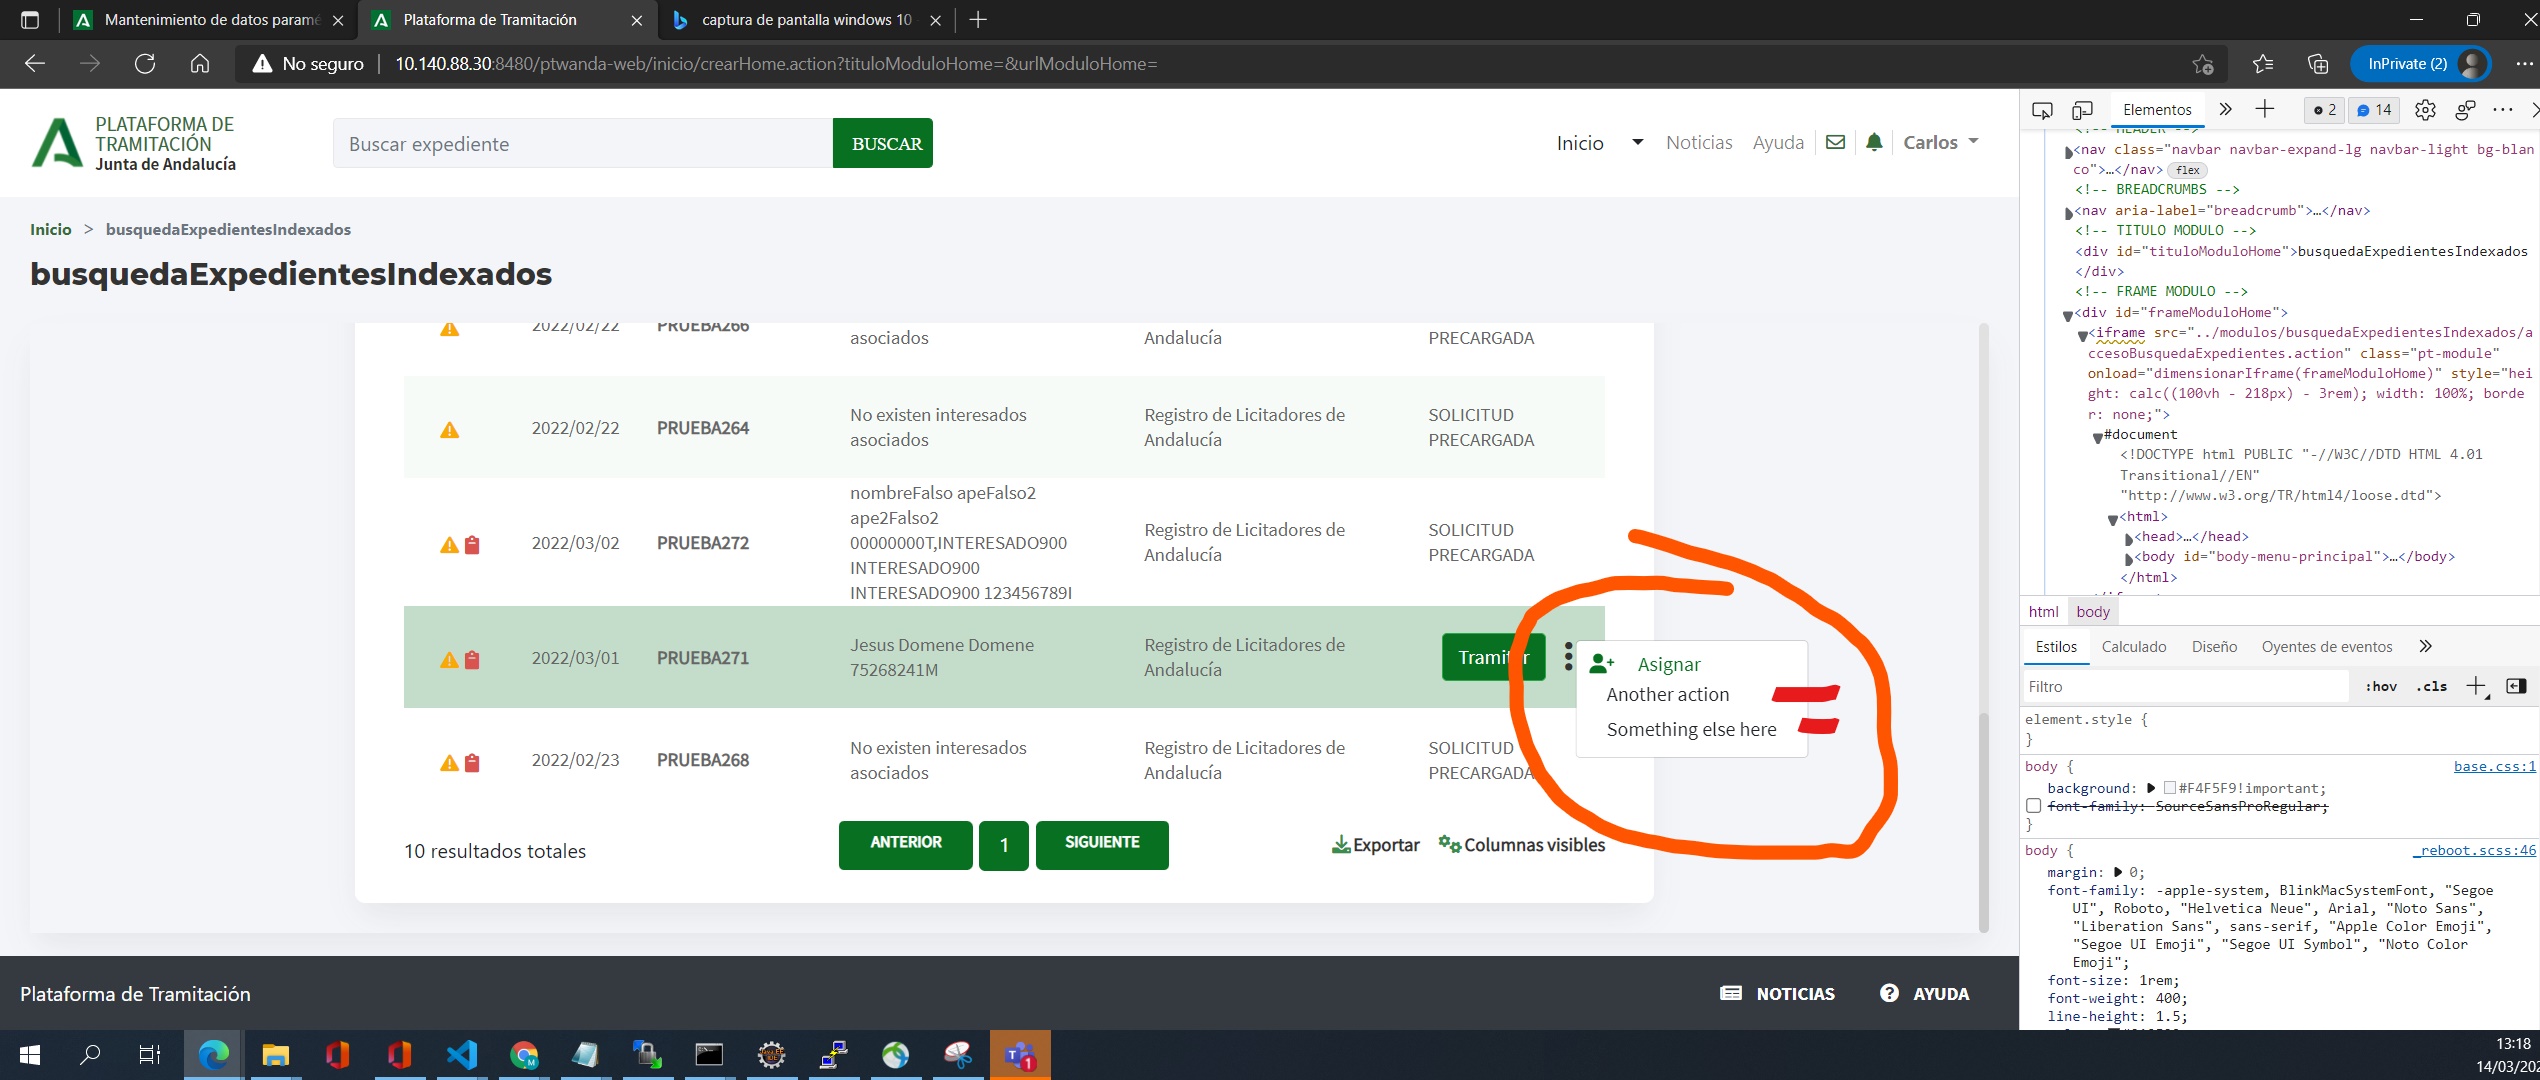 Mantenimiento de datos paramé
Plataforma de Tramitación
captura de pantalla windows 10
No seguro
10.140.88.30:8480/ptwanda-web/inicio/crearHome.action?tituloModuloHome=&urlModuloHome=
InPrivate (2)
PLATAFORMA DE
TRAMITACIÓN
Junta de Andalucía
Buscar expediente
BUSCAR
Inicio
Noticias
Ayuda
Carlos
Inicio > busquedaExpedientesIndexados
busquedaExpedientesIndexados
2022/02/22 PRUEBA266 asociados Andalucía PRECARGADA
2022/02/22 PRUEBA264 No existen interesados asociados Registro de Licitadores de Andalucía SOLICITUD PRECARGADA
2022/03/02 PRUEBA272
nombreFalso apeFalso2
ape2Falso2
00000000T,INTERESADO900
INTERESADO900
INTERESADO900 123456789I
Registro de Licitadores de
Andalucía
SOLICITUD
PRECARGADA
2022/03/01 PRUEBA271
Jesus Domene Domene
75268241M
Registro de Licitadores de
Andalucía
Tramitar
Asignar
Another action
Something else here
2022/02/23 PRUEBA268
No existen interesados
asociados
Registro de Licitadores de
Andalucía
SOLICITUD
PRECARGADA
10 resultados totales
ANTERIOR
1
SIGUIENTE
Exportar
Columnas visibles
Plataforma de Tramitación
NOTICIAS
AYUDA
Elementos
2
14
<!-- HEADER -->
<nav class="navbar navbar-expand-lg navbar-light bg-blan
co">…</nav> flex
<!-- BREADCRUMBS -->
<nav aria-label="breadcrumb">…</nav>
<!-- TITULO MODULO -->
<div id="tituloModuloHome">busquedaExpedientesIndexados
</div>
<!-- FRAME MODULO -->
<div id="frameModuloHome">
<iframe src="../modulos/busquedaExpedientesIndexados/a
ccesoBusquedaExpedientes.action" class="pt-module"
onload="dimensionarIframe(frameModuloHome)" style="hei
ght: calc((100vh - 218px) - 3rem); width: 100%; borde
r: none;">
#document
<!DOCTYPE html PUBLIC "-//W3C//DTD HTML 4.01
Transitional//EN"
"http://www.w3.org/TR/html4/loose.dtd">
<html>
<head>…</head>
<body id="body-menu-principal">…</body>
</html>
html body
Estilos Calculado Diseño Oyentes de eventos
Filtro
:hov .cls
element.style {
}
body {
base.css:1
background: #F4F5F9!important;
font-family: SourceSansProRegular;
}
body {
_reboot.scss:46
margin: 0;
font-family: -apple-system, BlinkMacSystemFont, "Segoe
UI", Roboto, "Helvetica Neue", Arial, "Noto Sans",
"Liberation Sans", sans-serif, "Apple Color Emoji",
"Segoe UI Emoji", "Segoe UI Symbol", "Noto Color
Emoji";
font-size: 1rem;
font-weight: 400;
line-height: 1.5;
1
13:18
14/03/202